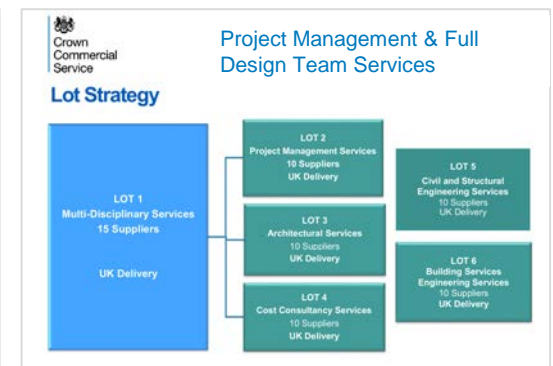 Crown
Commercial
Service
Project Management & Full
Design Team Services
Lot Strategy
LOT 1
Multi-Disciplinary Services
15 Suppliers
UK Delivery
LOT 2
Project Management Services
10 Suppliers
UK Delivery
LOT 3
Architectural Services
10 Suppliers
UK Delivery
LOT 4
Cost Consultancy Services
10 Suppliers
UK Delivery
LOT 5
Civil and Structural
Engineering Services
10 Suppliers
UK Delivery
LOT 6
Building Services
Engineering Services
10 Suppliers
UK Delivery